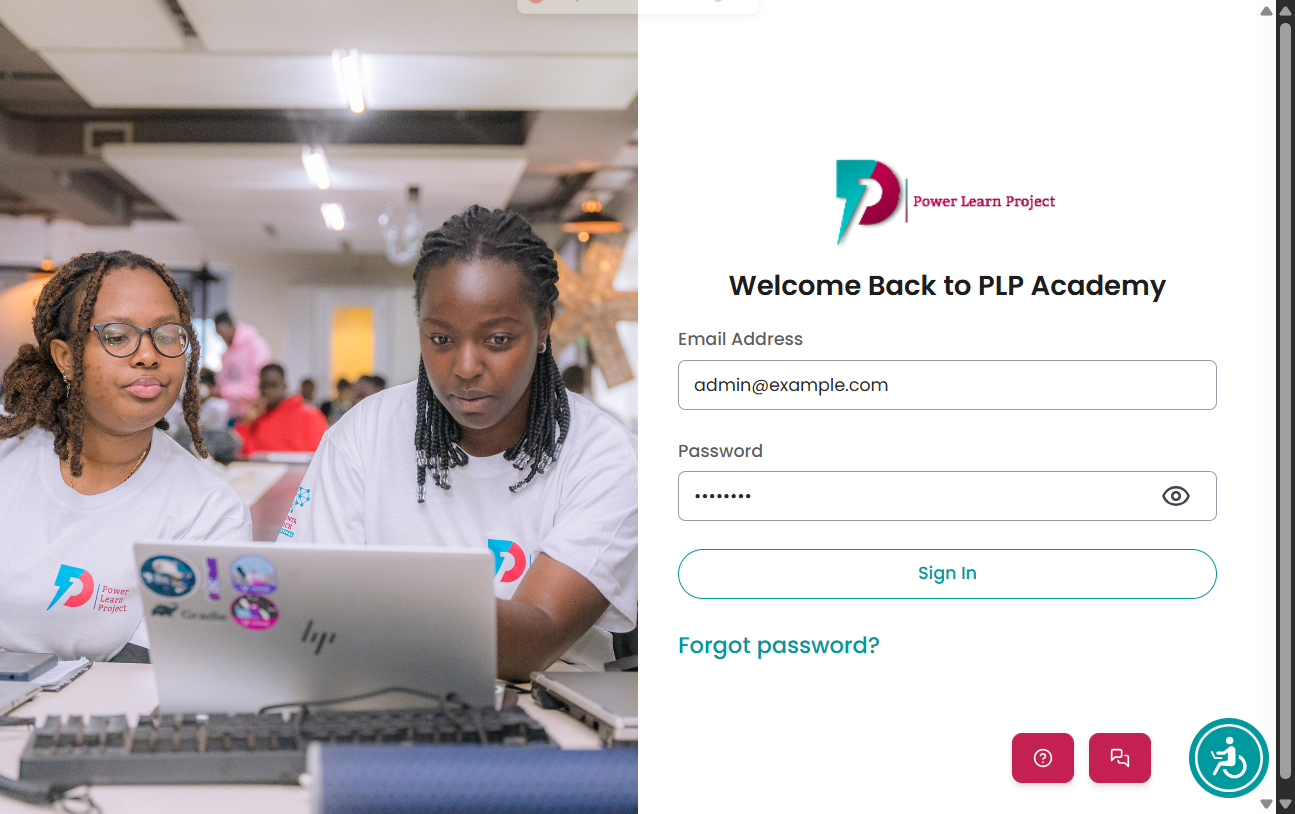 Power Learn Project
Welcome Back to PLP Academy
Email Address
admin@example.com
Password
••••••••
Sign In
Forgot password?
Power
Learn
Project
hp